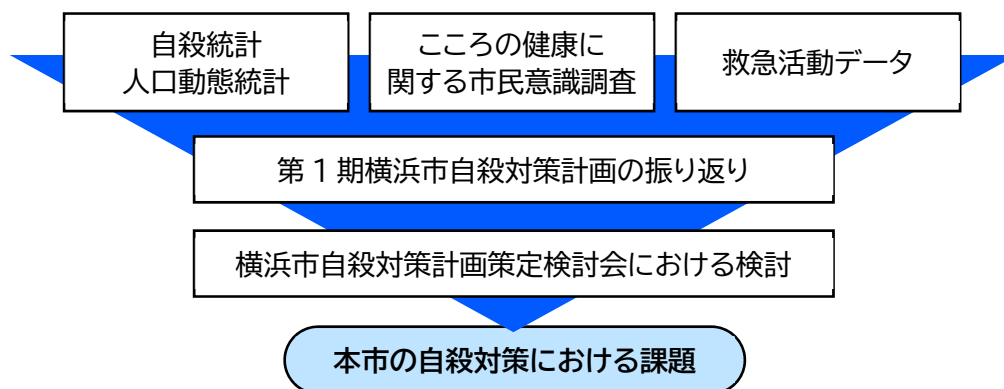 自殺統計
人口動態統計
こころの健康に
関する市民意識調査
救急活動データ
第1期横浜市自殺対策計画の振り返り
横浜市自殺対策計画策定検討会における検討
本市の自殺対策における課題